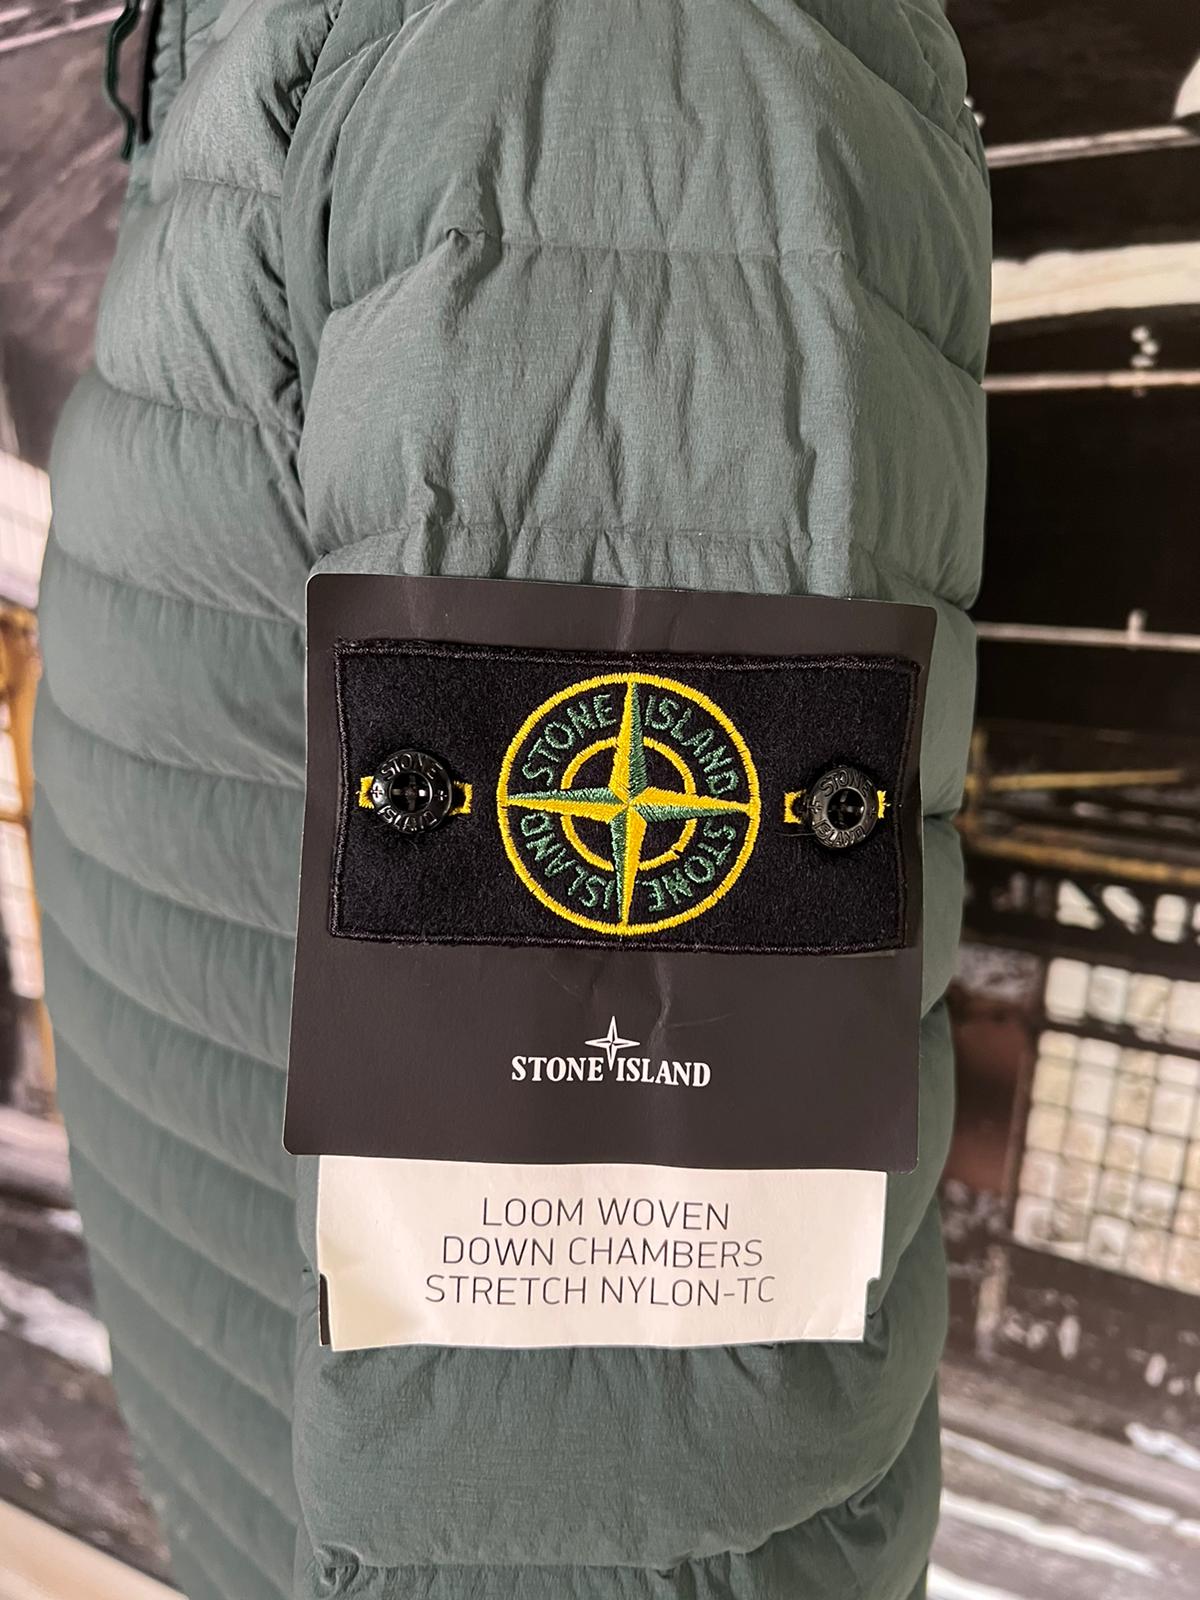 STONE ISLAND
STONE ISLAND
STONE
ISLAND
STONE
ISLAND
STONE ISLAND
LOOM WOVEN
DOWN CHAMBERS
STRETCH NYLON-TC